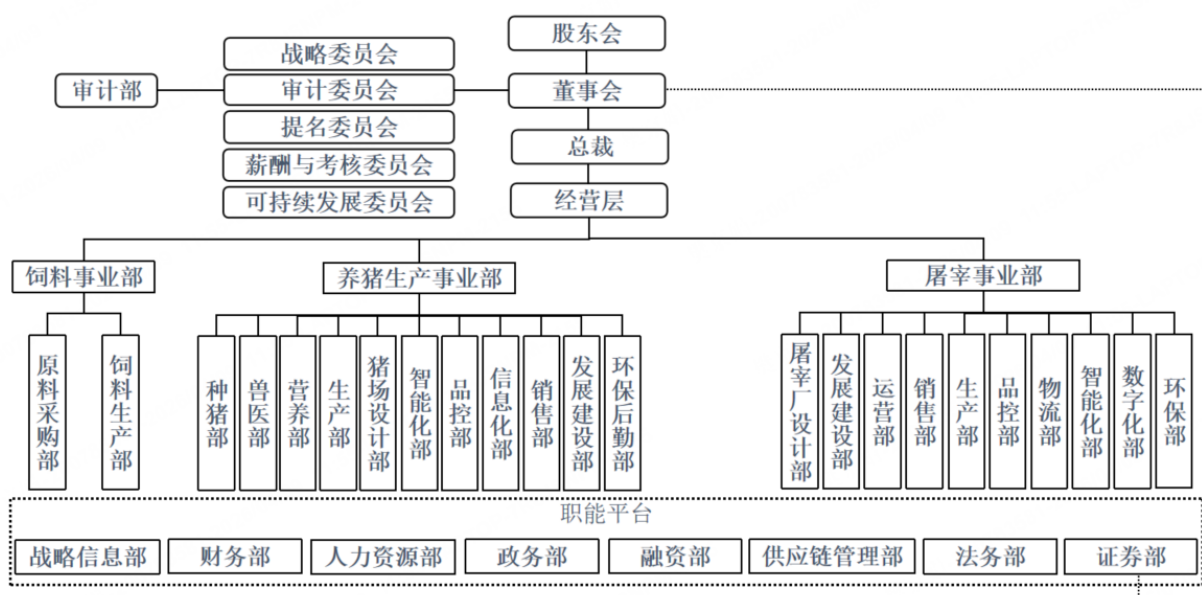 股东会
战略委员会
审计部
审计委员会
董事会
提名委员会
总裁
薪酬与考核委员会
可持续发展委员会
经营层
饲料事业部
养猪生产事业部
屠宰事业部
原料采购部
饲料生产部
种猪部
兽医部
营养部
生产部
猪场设计部
智能化部
品控部
信息化部
销售部
发展建设部
环保后勤部
屠宰厂设计部
发展建设部
运营部
销售部
生产部
品控部
物流部
智能化部
数字化部
环保部
职能平台
战略信息部
财务部
人力资源部
政务部
融资部
供应链管理部
法务部
证券部